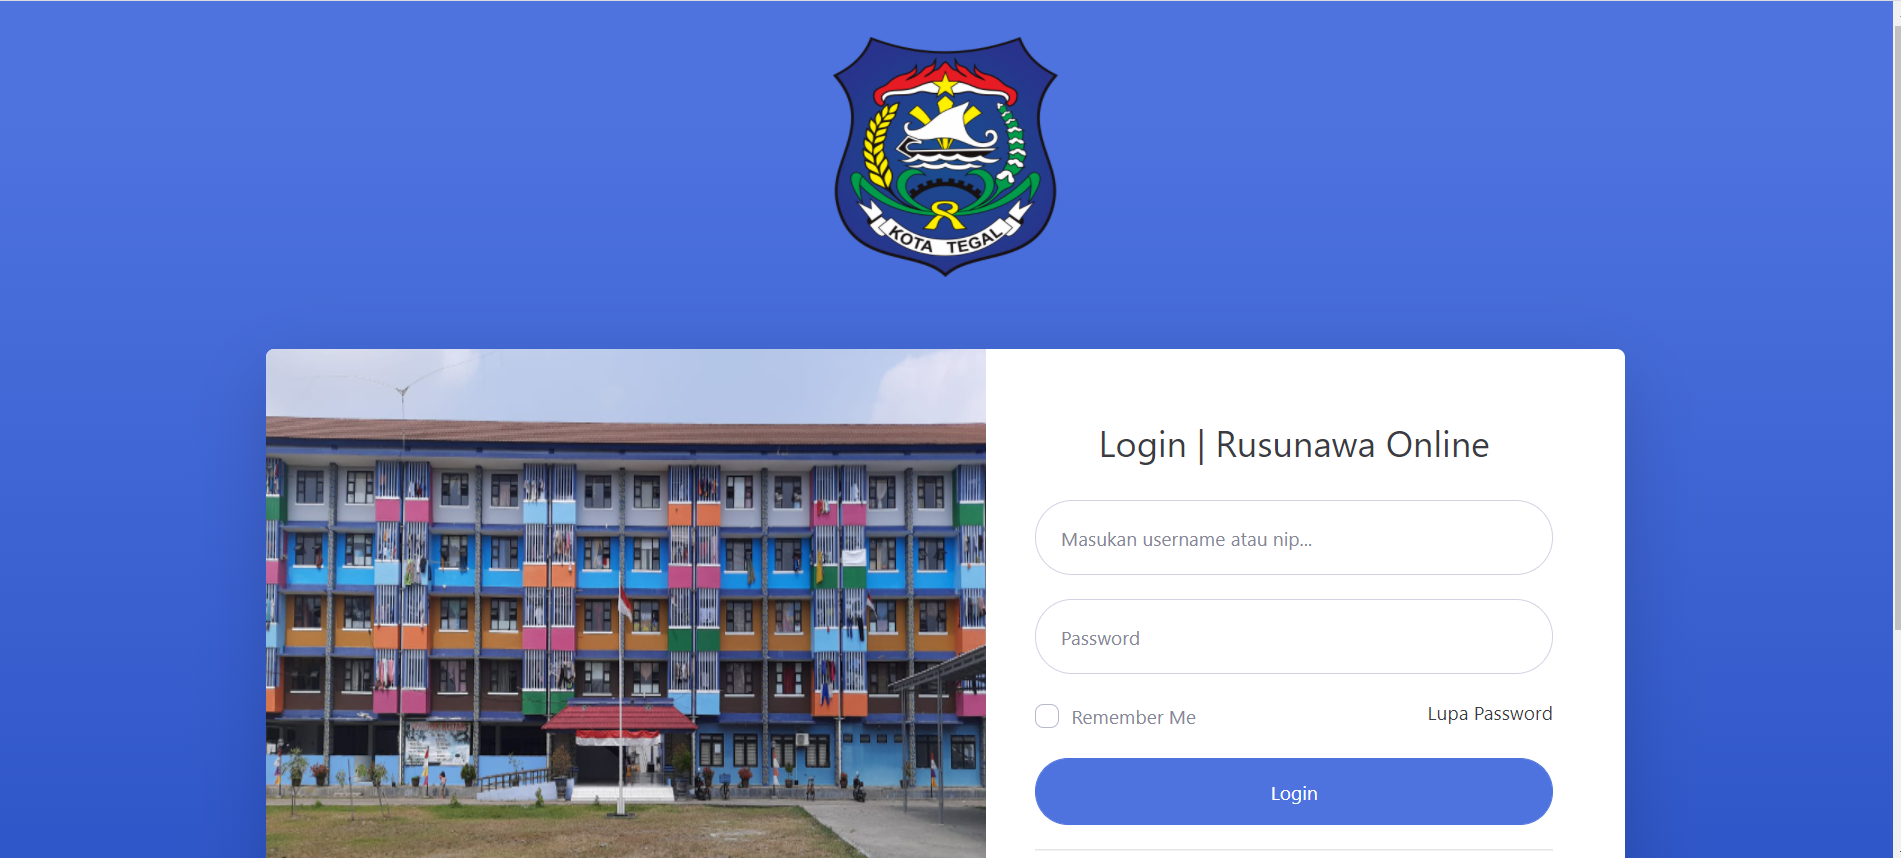 KOTA TEGAL
Login | Rusunawa Online
Masukan username atau nip...
Password
Remember Me
Lupa Password
Login